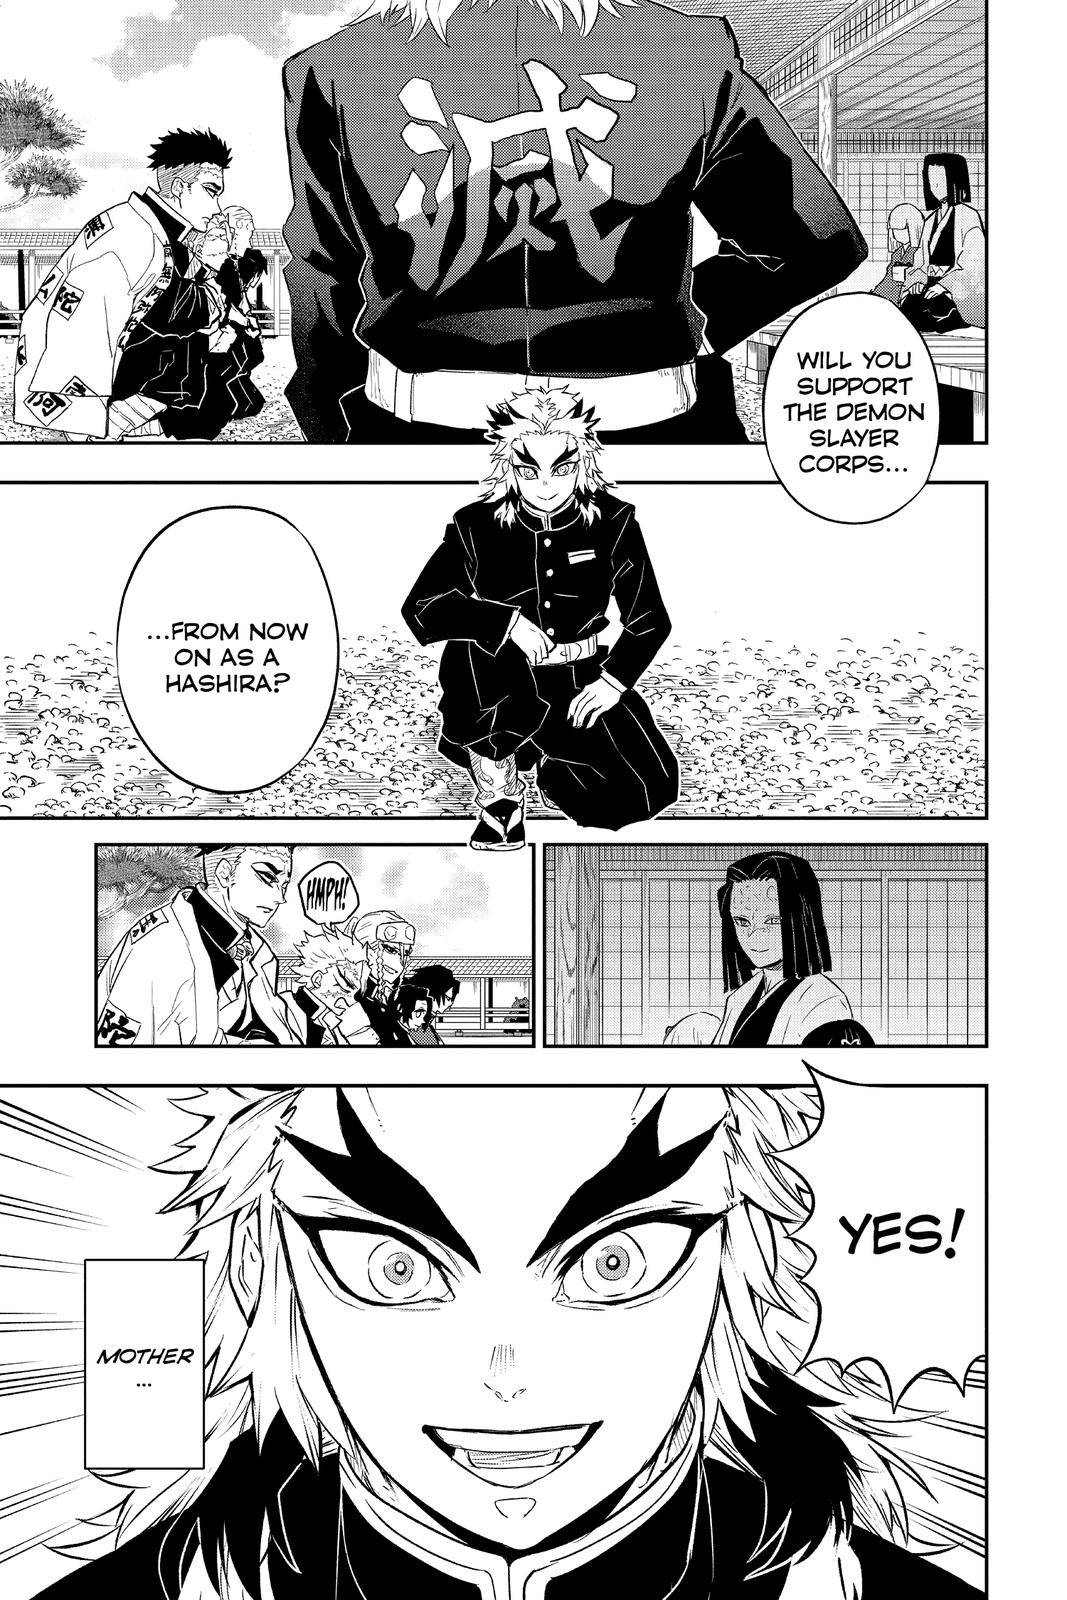 滅
WILL YOU
SUPPORT
THE DEMON
SLAYER
CORPS...
...FROM NOW
ON AS A
HASHIRA?
HMPH!
YES!
MOTHER
...